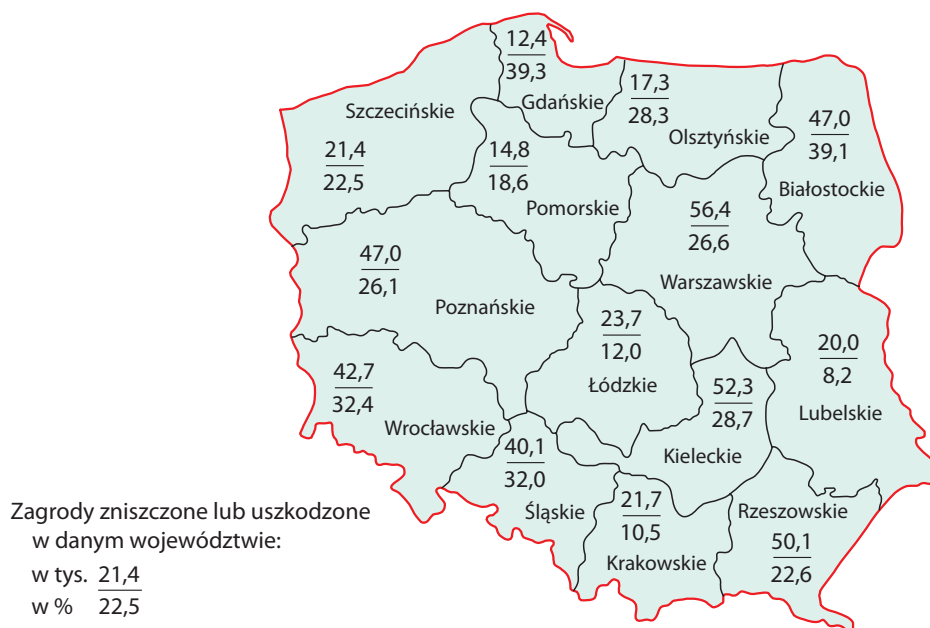 12,4
39,3
Gdańskie
17,3
28,3
Olsztyńskie
47,0
39,1
Białostockie
Szczecińskie
21,4
22,5
14,8
18,6
Pomorskie
56,4
26,6
Warszawskie
47,0
26,1
Poznańskie
23,7
12,0
Łódzkie
20,0
8,2
Lubelskie
42,7
32,4
Wrocławskie
52,3
28,7
Kieleckie
40,1
32,0
Śląskie
21,7
10,5
Krakowskie
Rzeszowskie
50,1
22,6
Zagrody zniszczone lub uszkodzone
w danym województwie:
w tys. 21,4
w % 22,5